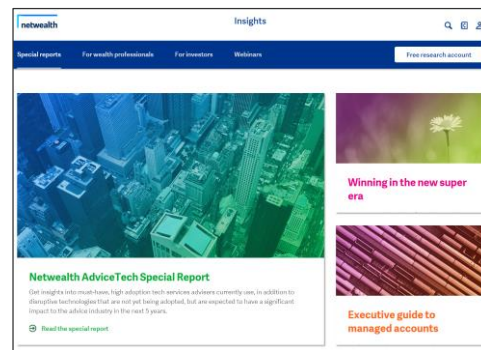 netwealth
Insights
Special reports
For wealth professionals
For investors
Webinars
Free research account
Netwealth AdviceTech Special Report
Get insights into must-have, high adoption tech services advisers currently use, in addition to
disruptive technologies that are not yet being adopted, but are expected to have a significant
impact to the advice industry in the next 5 years.
Read the special report
Winning in the new super
era
Executive guide to
managed accounts